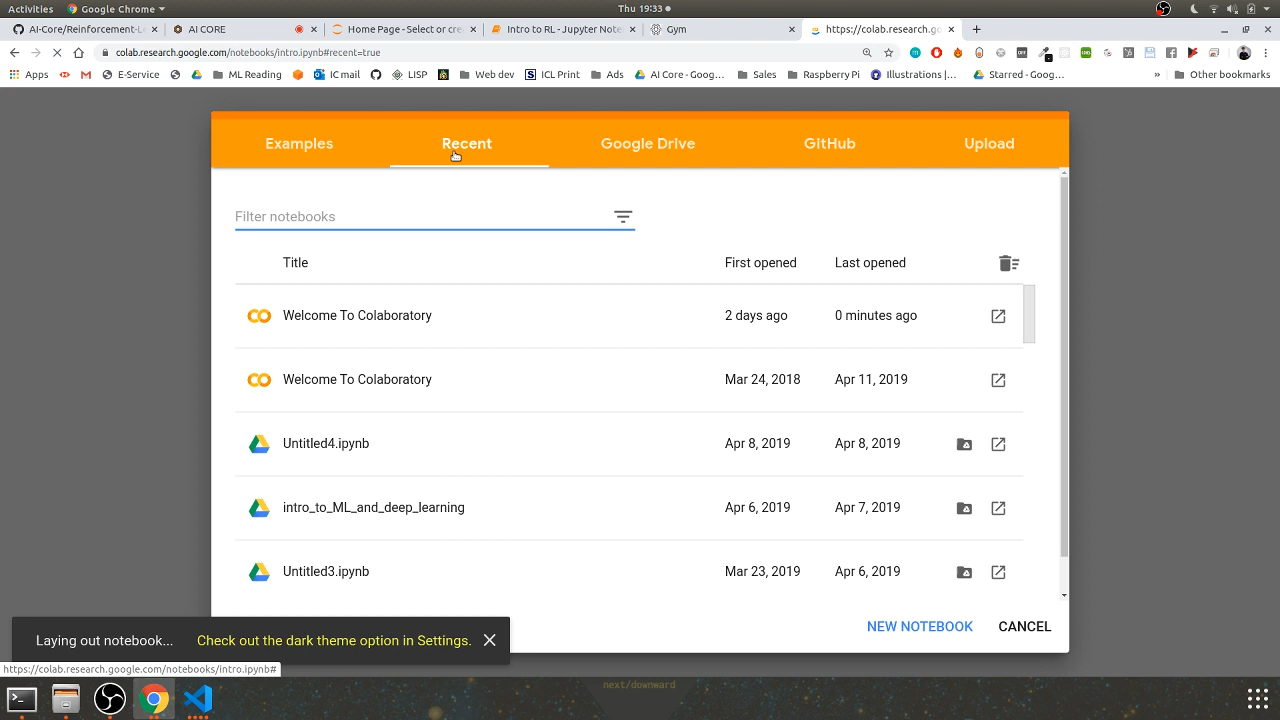 Activities
Google Chrome
Thu 19:33
AI-Core/Reinforcement-Le
AI CORE
Home Page - Select or cre
Intro to RL - Jupyter Note
Gym
https://colab.research.go
colab.research.google.com/notebooks/intro.ipynb#recent=true
Apps
E-Service
ML Reading
IC mail
LISP
Web dev
ICL Print
Ads
AI Core - Goog...
Sales
Raspberry Pi
Illustrations |...
Starred - Goog...
»
Other bookmarks
Examples
Recent
Google Drive
GitHub
Upload
Filter notebooks
Title First opened Last opened
Welcome To Colaboratory 2 days ago 0 minutes ago
Welcome To Colaboratory Mar 24, 2018 Apr 11, 2019
Untitled4.ipynb Apr 8, 2019 Apr 8, 2019
intro_to_ML_and_deep_learning Apr 6, 2019 Apr 7, 2019
Untitled3.ipynb Mar 23, 2019 Apr 6, 2019
NEW NOTEBOOK
CANCEL
Laying out notebook...
Check out the dark theme option in Settings.
https://colab.research.google.com/notebooks/intro.ipynb#
next/downward